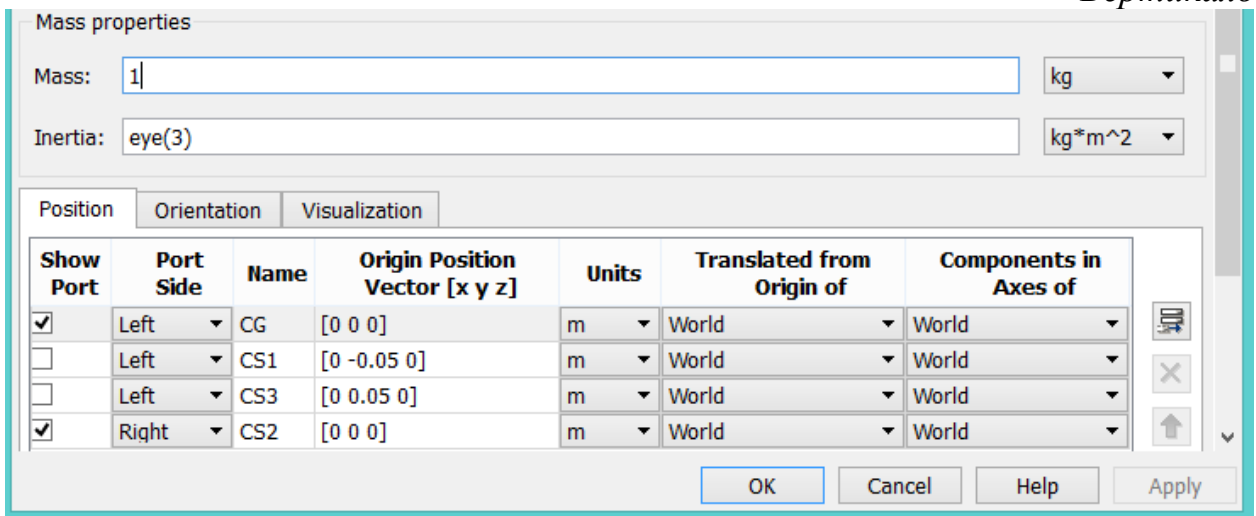 Mass properties
Mass: 1 kg
Inertia: eye(3) kg*m^2
Position Orientation Visualization
Show Port Port Side Name Origin Position Vector [x y z] Units Translated from Origin of Components in Axes of
Left CG [0 0 0] m World World
Left CS1 [0 -0.05 0] m World World
Left CS3 [0 0.05 0] m World World
Right CS2 [0 0 0] m World World
OK Cancel Help Apply